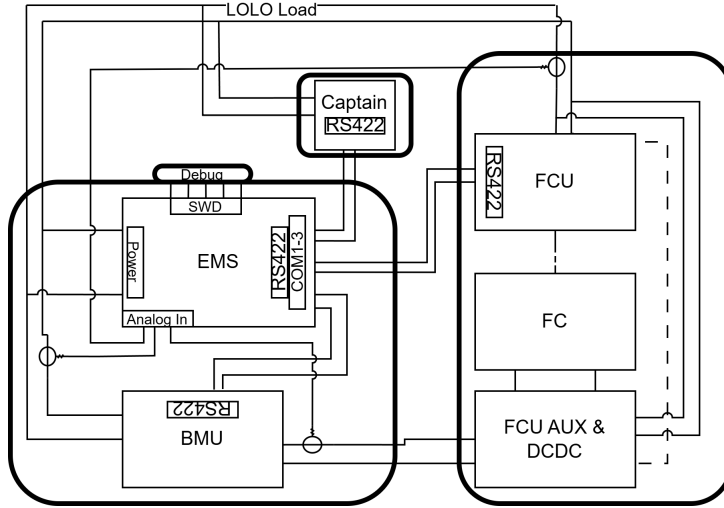 LOLO Load
Captain
RS422
Debug
SWD
EMS
Power
RS422
COM1-3
Analog In
RS422
BMU
RS422
FCU
FC
FCU AUX &
DCDC